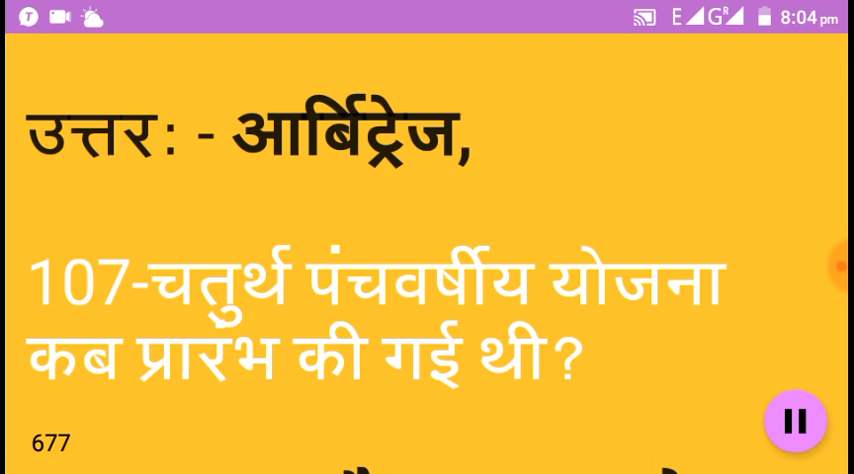 T E G R 8:04 pm
उत्तर: - आर्बिट्रेज,
107-चतुर्थ पंचवर्षीय योजना
कब प्रारंभ की गई थी?
677